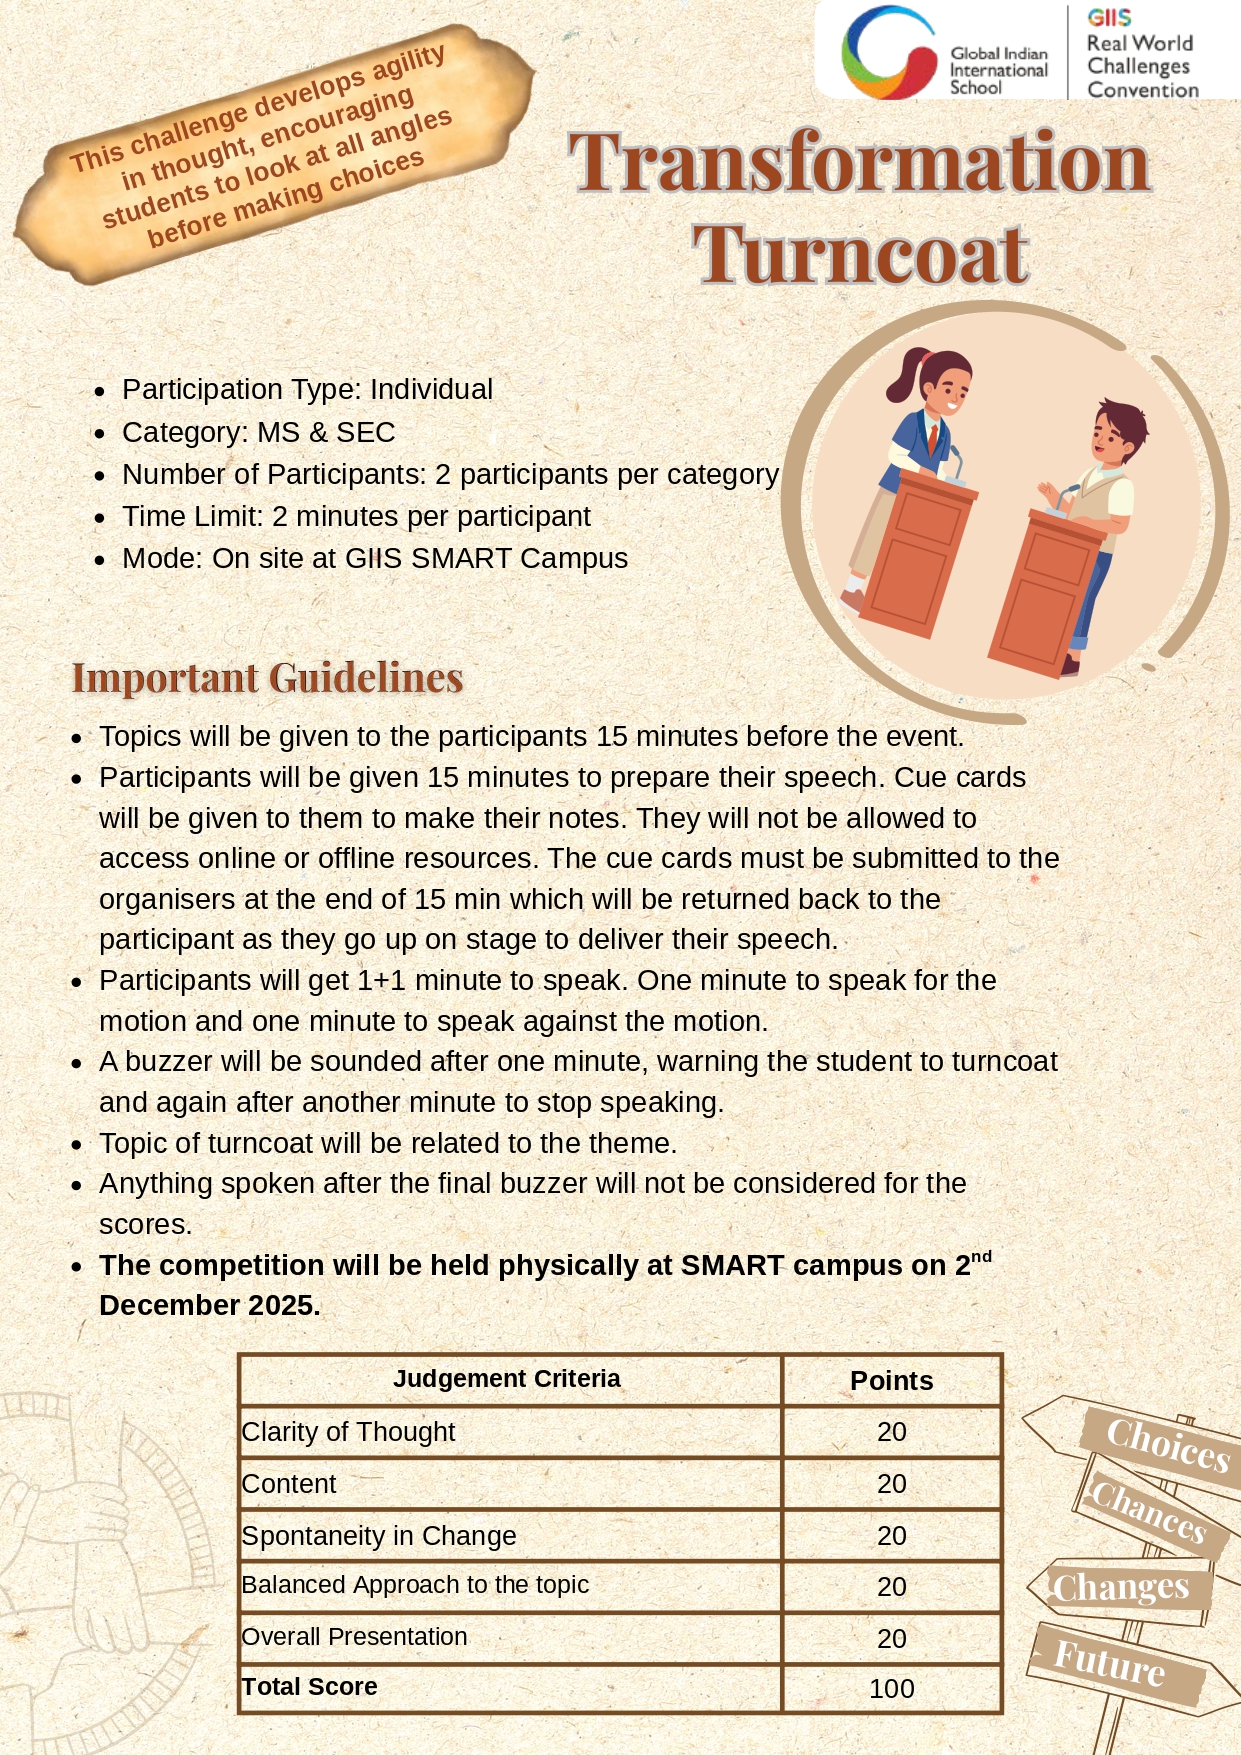 This challenge develops agility
in thought, encouraging
students to look at all angles
before making choices
Global Indian
International
School
GIIS
Real World
Challenges
Convention
Transformation
Turncoat
• Participation Type: Individual
• Category: MS & SEC
• Number of Participants: 2 participants per category
• Time Limit: 2 minutes per participant
• Mode: On site at GIIS SMART Campus
Important Guidelines
• Topics will be given to the participants 15 minutes before the event.
• Participants will be given 15 minutes to prepare their speech. Cue cards
will be given to them to make their notes. They will not be allowed to
access online or offline resources. The cue cards must be submitted to the
organisers at the end of 15 min which will be returned back to the
participant as they go up on stage to deliver their speech.
• Participants will get 1+1 minute to speak. One minute to speak for the
motion and one minute to speak against the motion.
• A buzzer will be sounded after one minute, warning the student to turncoat
and again after another minute to stop speaking.
• Topic of turncoat will be related to the theme.
• Anything spoken after the final buzzer will not be considered for the
scores.
• The competition will be held physically at SMART campus on 2nd
December 2025.
Judgement Criteria Points
Clarity of Thought 20
Content 20
Spontaneity in Change 20
Balanced Approach to the topic 20
Overall Presentation 20
Total Score 100
Choices
Chances
Changes
Future